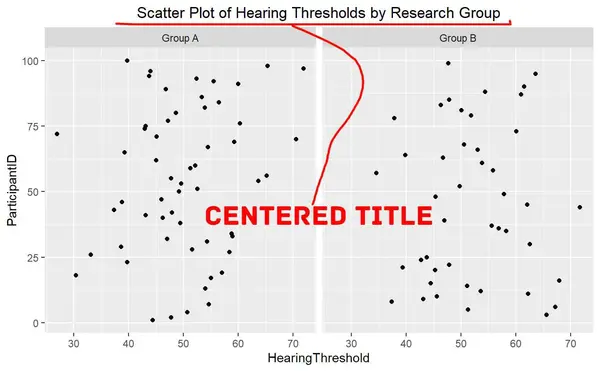 Scatter Plot of Hearing Thresholds by Research Group
Group A
Group B
ParticipantID
100
75
50
25
0
CENTERED TITLE
30 40 50 60 70
30 40 50 60 70
HearingThreshold